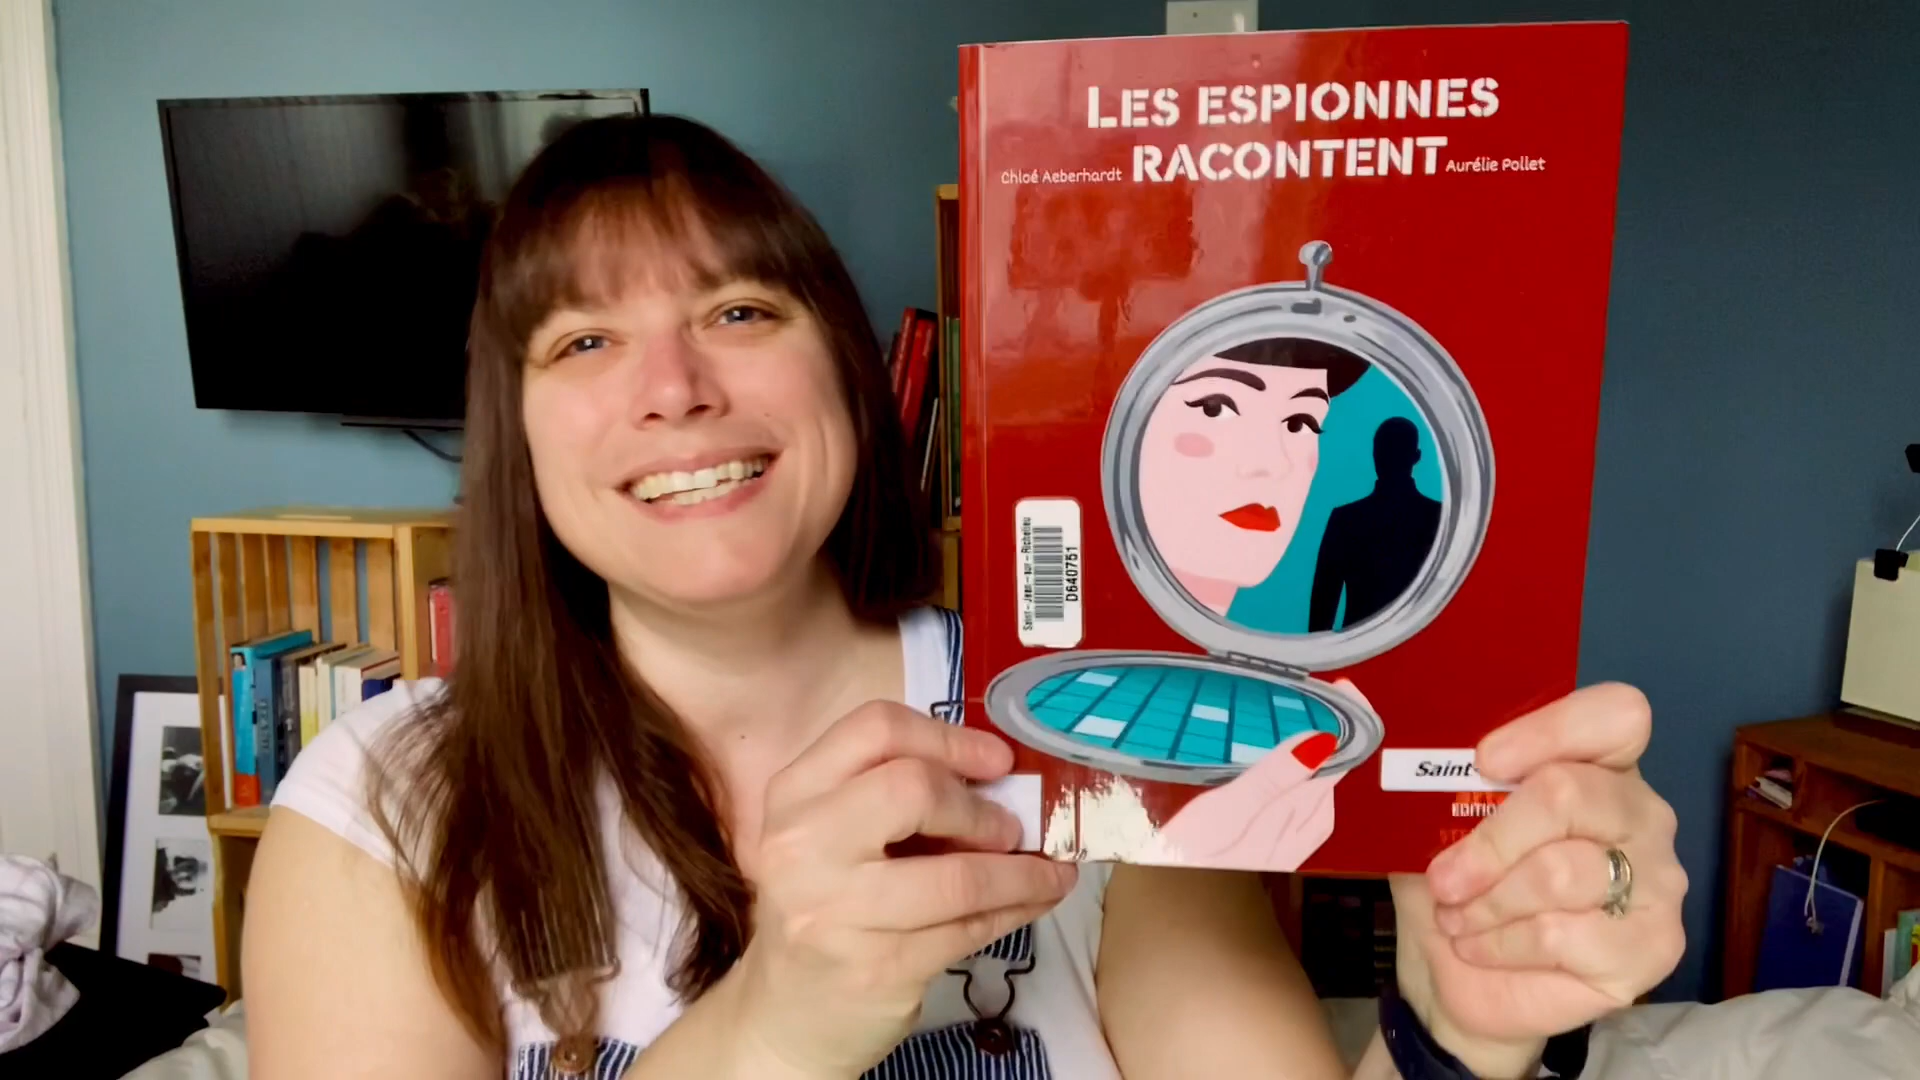 LES ESPIONNES
RACONTENT
Chloé Aeberhardt
Aurélie Pollet
Saint-Jean-sur-Richelieu
D640751
Saint-